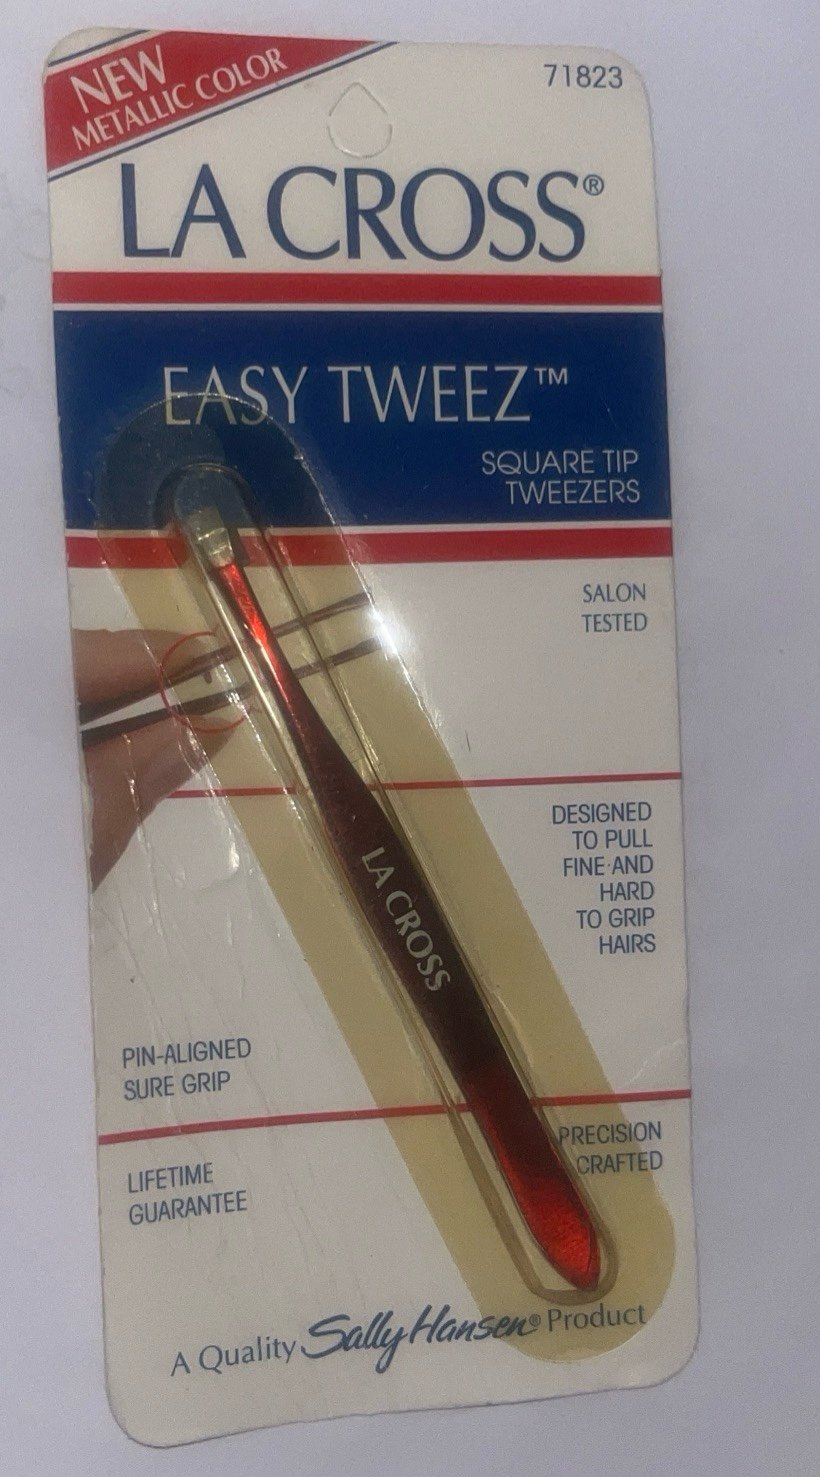 NEW
METALLIC COLOR
71823
LA CROSS®
EASY TWEEZ™
SQUARE TIP
TWEEZERS
SALON
TESTED
DESIGNED
TO PULL
FINE AND
HARD
TO GRIP
HAIRS
LA CROSS
PIN-ALIGNED
SURE GRIP
PRECISION
CRAFTED
LIFETIME
GUARANTEE
A Quality Sally Hansen® Product